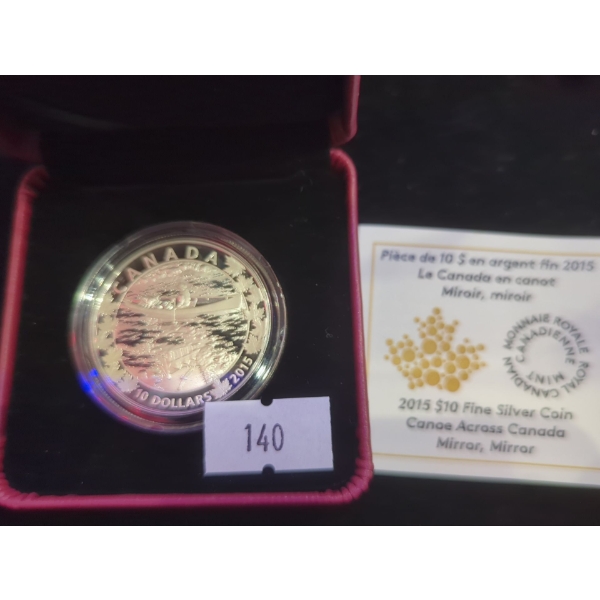 CANADA
10 DOLLARS 2015
140
Pièce de 10 $ en argent fin 2015
Le Canada en canot
Miroir, miroir
MONNAIE ROYALE CANADIENNE
ROYAL CANADIAN MINT
2015 $10 Fine Silver Coin
Canoe Across Canada
Mirror, Mirror